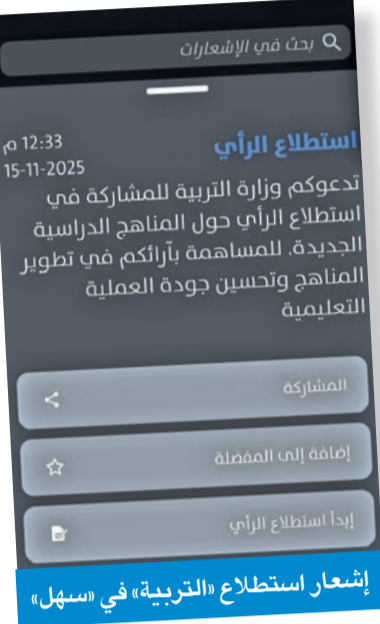 بحث في الإشعارات
استطلاع الرأي
12:33 م
15-11-2025
تدعوكم وزارة التربية للمشاركة في
استطلاع الرأي حول المناهج الدراسية
الجديدة. للمساهمة بآرائكم في تطوير
المناهج وتحسين جودة العملية
التعليمية
المشاركة
إضافة إلى المفضلة
إبدأ استطلاع الرأي
إشعار استطلاع «التربية» في «سهل»